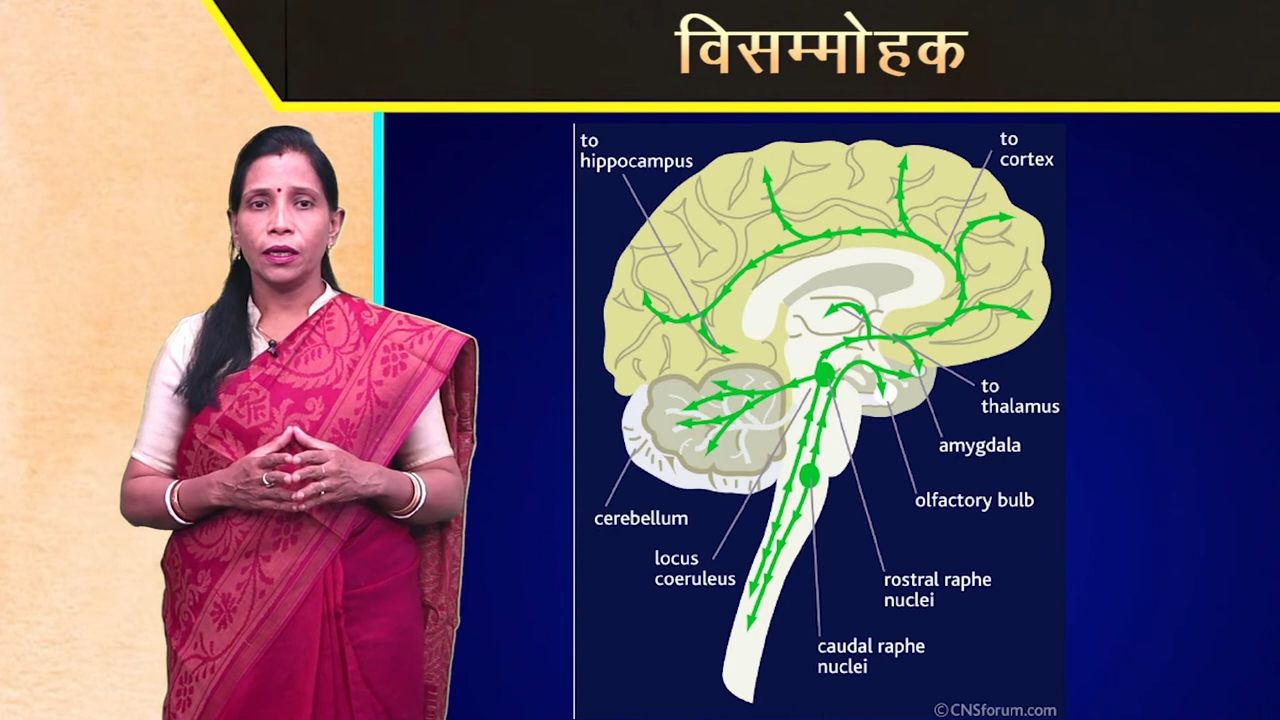 विसम्मोहक
to
hippocampus
to
cortex
to
thalamus
amygdala
olfactory bulb
cerebellum
locus
coeruleus
rostral raphe
nuclei
caudal raphe
nuclei
© CNSforum.com